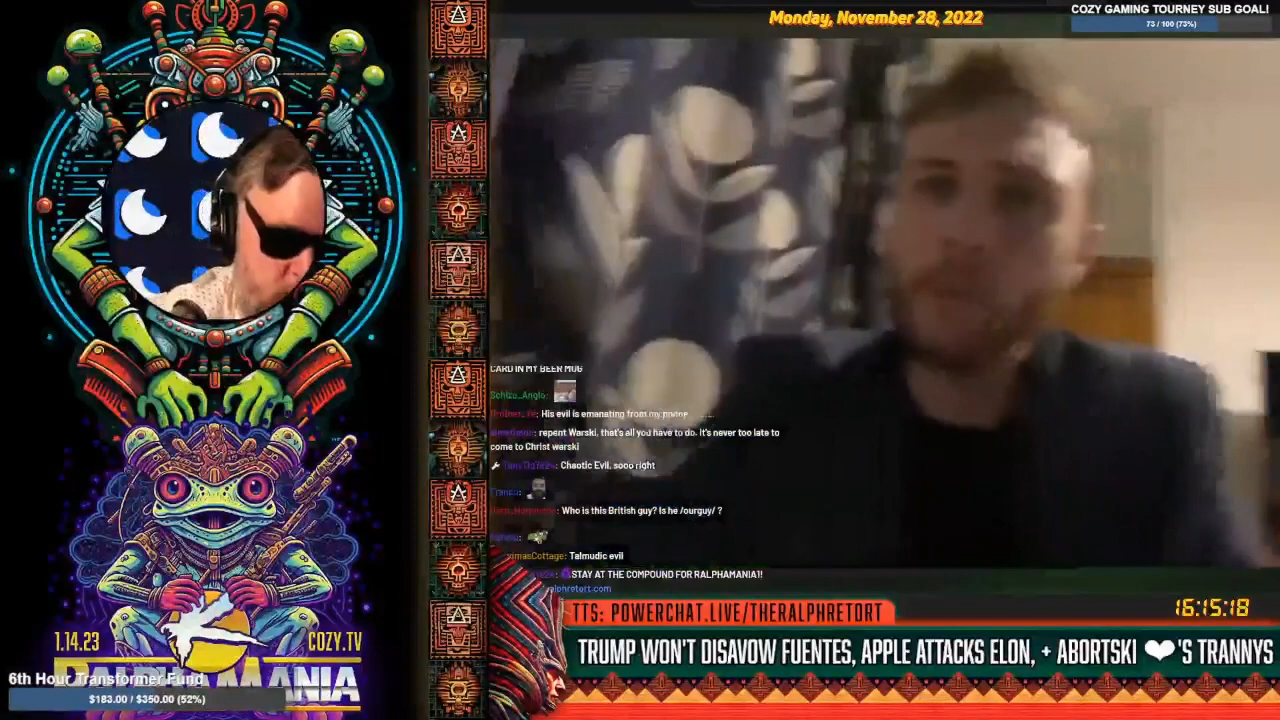 Monday, November 28, 2022
COZY GAMING TOURNEY SUB GOAL!
73 / 100 (73%)
CARD IN MY BEER MUG
Schizo_Anglo:
: His evil is emanating from my phone
: repent Warski, that's all you have to do. It's never too late to
come to Christ warski
: Chaotic Evil, sooo right
: Who is this British guy? Is he /ourguy/ ?
ximasCottage: Talmudic evil
STAY AT THE COMPOUND FOR RALPHAMANIA!!
alphretort.com
16:15:18
TTS: POWERCHAT.LIVE/THERALPHRETORT
TRUMP WON'T DISAVOW FUENTES, APPLE ATTACKS ELON, + ABORTSKI ❤'S TRANNYS
1.14.23
COZY.TV
MANIA
6th Hour Transformer Fund
$183.00 / $350.00 (52%)